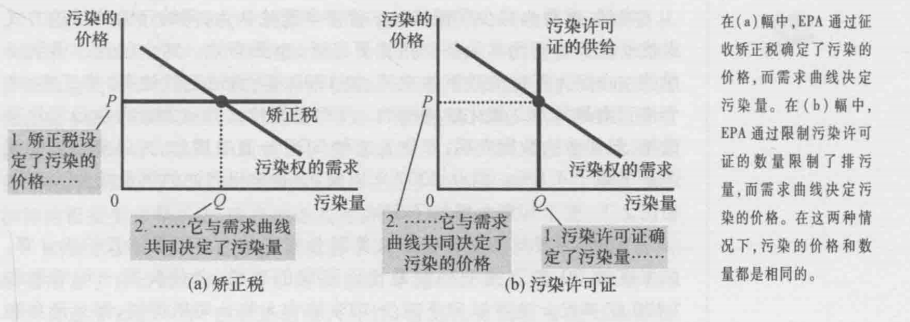 污染的
价格
P
矫正税
1. 矫正税设
定了污染的
价格……
污染权的需求
0
Q
污染量
2. ……它与需求曲线
共同决定了污染量
(a) 矫正税
污染的
价格
污染许可
证的供给
P
污染权的需求
0
Q
污染量
2. ……它与需求
曲线共同决定了
污染的价格
1. 污染许可证确
定了污染量……
(b) 污染许可证
在(a)幅中,EPA 通过征
收矫正税确定了污染的
价格,而需求曲线决定
污染量。在(b)幅中,
EPA 通过限制污染许可
证的数量限制了排污
量,而需求曲线决定污
染的价格。在这两种情
况下,污染的价格和数
量都是相同的。